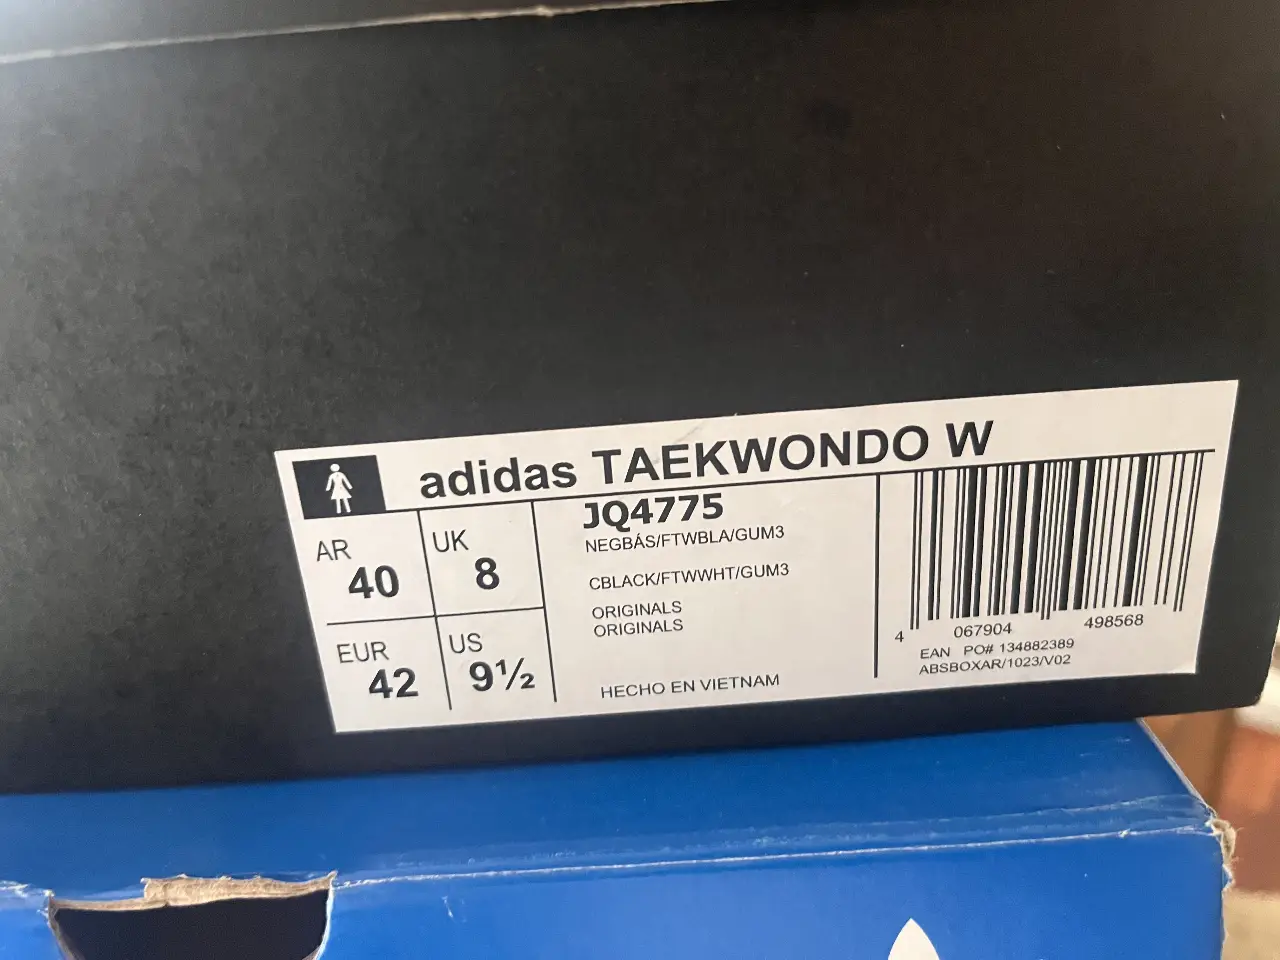 adidas TAEKWONDO W
AR
40
UK
8
EUR
42
US
9½
JQ4775
NEGBÁS/FTWBLA/GUM3
CBLACK/FTWWHT/GUM3
ORIGINALS
ORIGINALS
HECHO EN VIETNAM
4 067904 498568
EAN PO# 134882389
ABSBOXAR/1023/V02